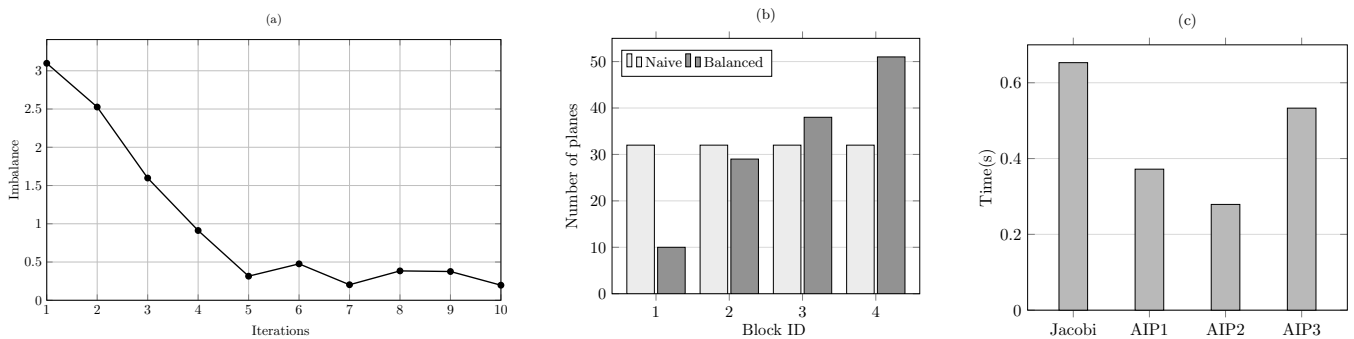 (a)
Imbalance
3
2.5
2
1.5
1
0.5
0
1 2 3 4 5 6 7 8 9 10
Iterations
(b)
Number of planes
Naive Balanced
50
40
30
20
10
0
1 2 3 4
Block ID
(c)
Time(s)
0.6
0.4
0.2
0
Jacobi AIP1 AIP2 AIP3